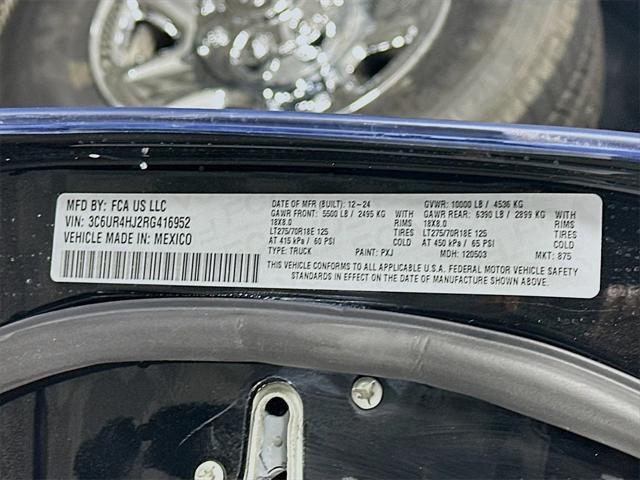 MFD BY: FCA US LLC
VIN: 3C6UR4HJ2RG416952
VEHICLE MADE IN: MEXICO
DATE OF MFR (BUILT): 12-24 GVWR: 10000 LB / 4536 KG
GAWR FRONT: 5500 LB / 2495 KG WITH GAWR REAR: 6390 LB / 2899 KG WITH
18X8.0 RIMS 18X8.0 RIMS
LT275/70R18E 125 TIRES LT275/70R18E 125 TIRES
AT 415 kPa / 60 PSI COLD AT 450 kPa / 65 PSI COLD
TYPE: TRUCK PAINT: PXJ MDH: 120503 MKT: 875
THIS VEHICLE CONFORMS TO ALL APPLICABLE U.S.A. FEDERAL MOTOR VEHICLE SAFETY
STANDARDS IN EFFECT ON THE DATE OF MANUFACTURE SHOWN ABOVE.